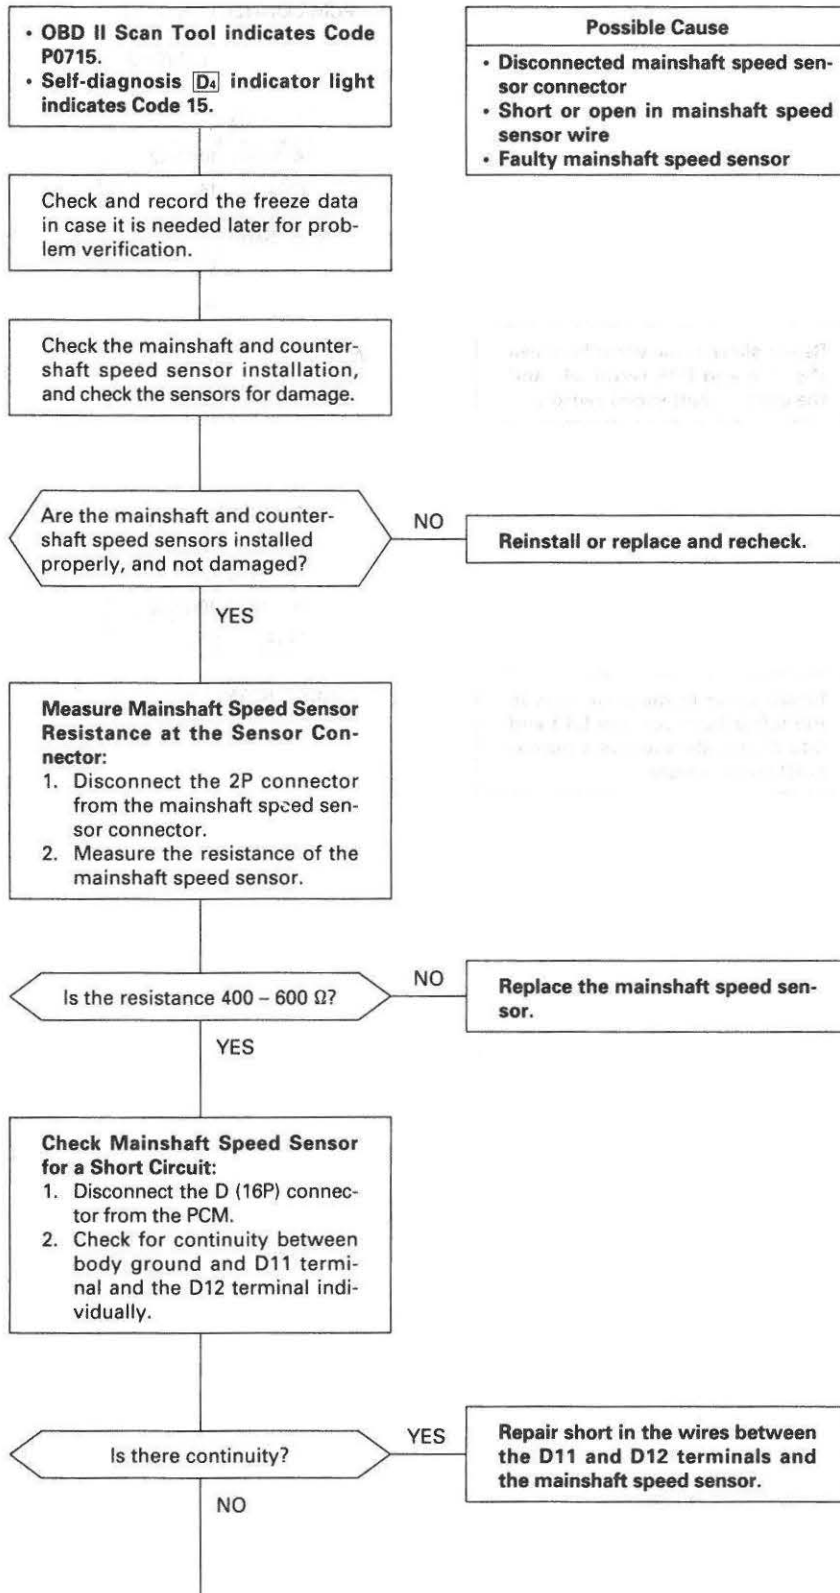 • OBD II Scan Tool indicates Code
P0715.
• Self-diagnosis D4 indicator light
indicates Code 15.
Possible Cause
• Disconnected mainshaft speed sen-
sor connector
• Short or open in mainshaft speed
sensor wire
• Faulty mainshaft speed sensor
Check and record the freeze data
in case it is needed later for prob-
lem verification.
Check the mainshaft and counter-
shaft speed sensor installation,
and check the sensors for damage.
Are the mainshaft and counter-
shaft speed sensors installed
properly, and not damaged?
NO
Reinstall or replace and recheck.
YES
Measure Mainshaft Speed Sensor
Resistance at the Sensor Con-
nector:
1. Disconnect the 2P connector
from the mainshaft speed sen-
sor connector.
2. Measure the resistance of the
mainshaft speed sensor.
Is the resistance 400 – 600 Ω?
NO
Replace the mainshaft speed sen-
sor.
YES
Check Mainshaft Speed Sensor
for a Short Circuit:
1. Disconnect the D (16P) connec-
tor from the PCM.
2. Check for continuity between
body ground and D11 termi-
nal and the D12 terminal indi-
vidually.
Is there continuity?
YES
Repair short in the wires between
the D11 and D12 terminals and
the mainshaft speed sensor.
NO